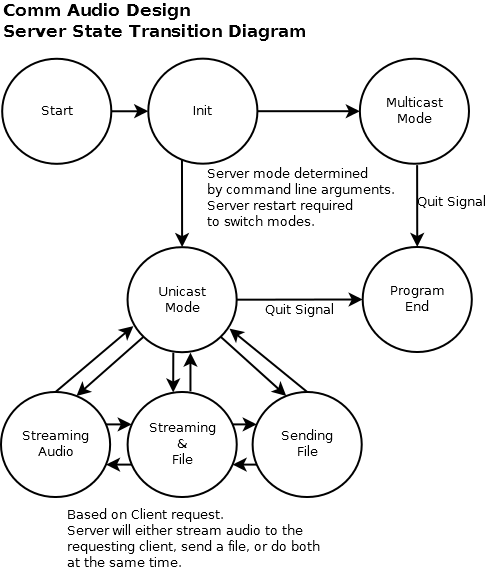 Comm Audio Design
Server State Transition Diagram
Start
Init
Multicast
Mode
Server mode determined
by command line arguments.
Server restart required
to switch modes.
Quit Signal
Unicast
Mode
Quit Signal
Program
End
Streaming
Audio
Streaming
&
File
Sending
File
Based on Client request.
Server will either stream audio to the
requesting client, send a file, or do both
at the same time.